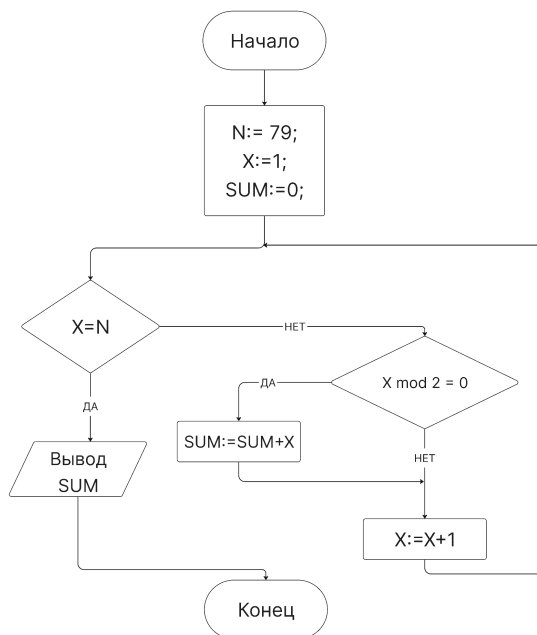 Начало
N:= 79;
X:=1;
SUM:=0;
X=N
НЕТ
X mod 2 = 0
ДА
ДА
SUM:=SUM+X
Вывод
SUM
НЕТ
X:=X+1
Конец